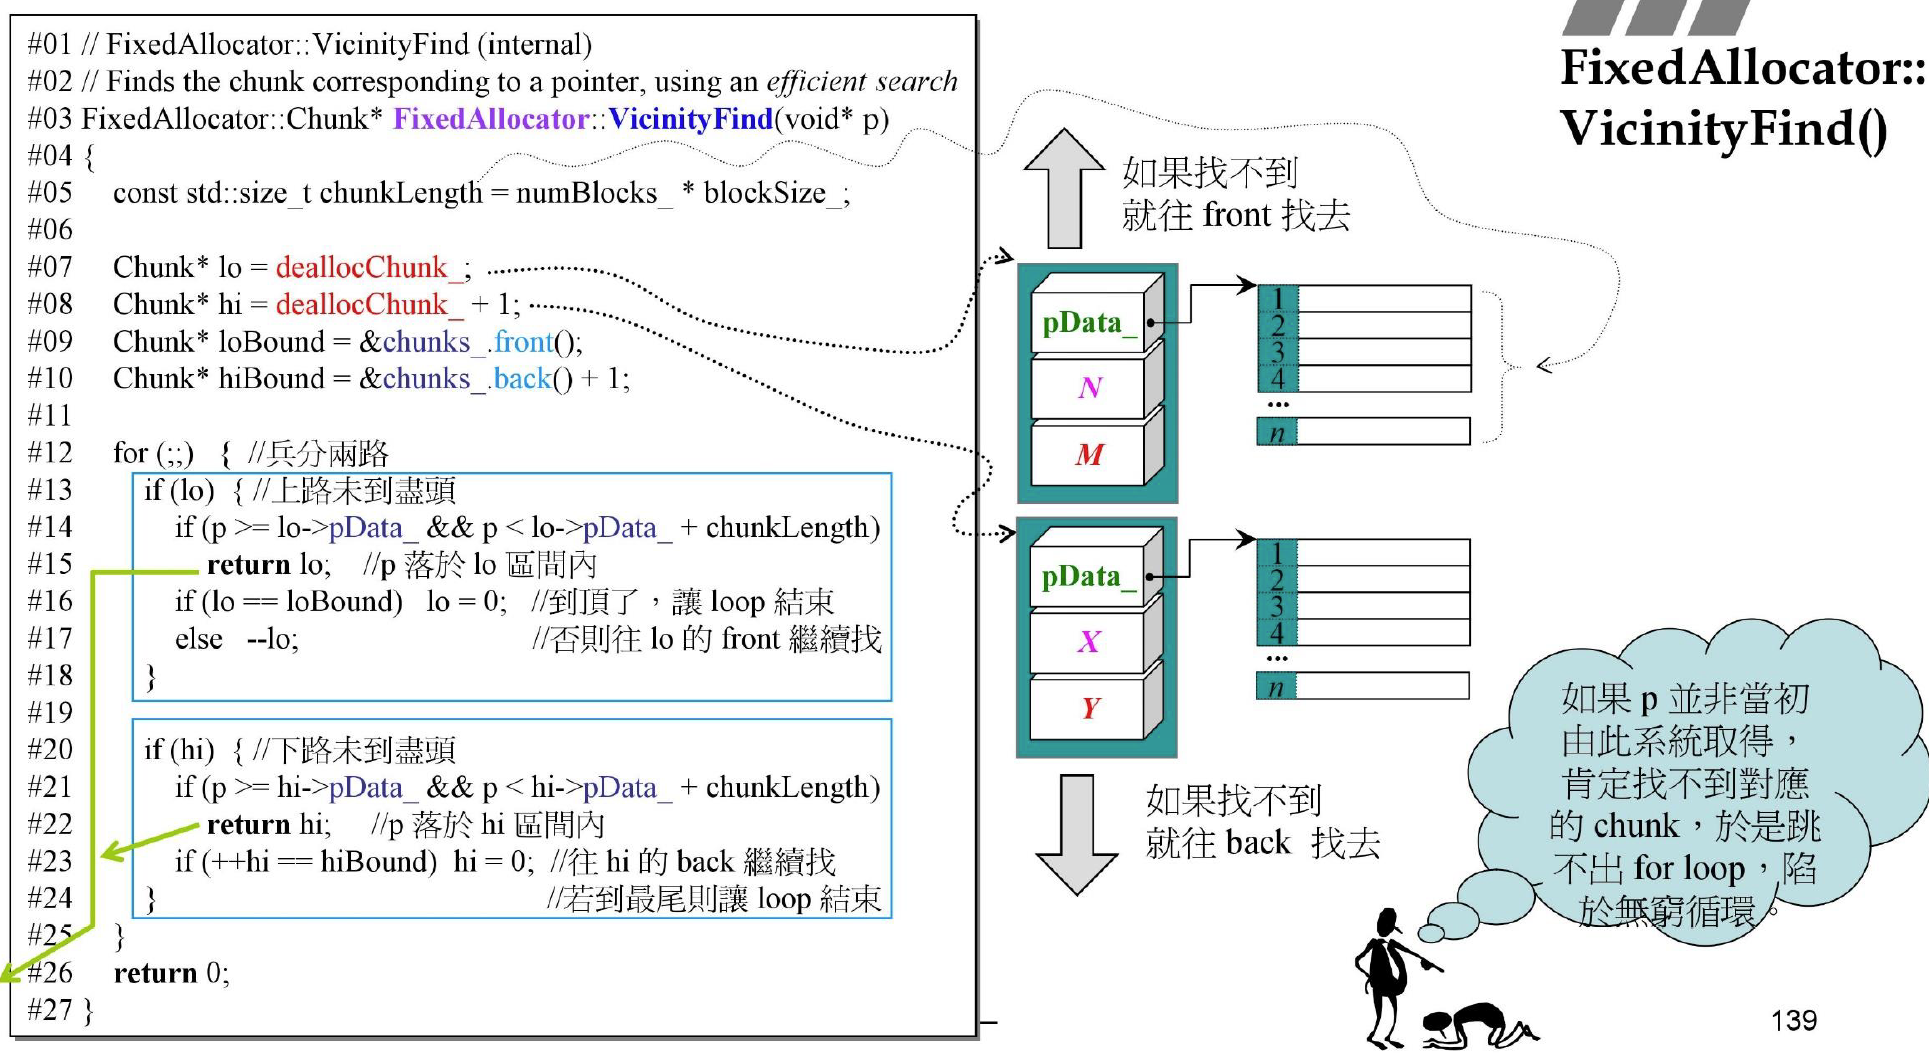 #01 // FixedAllocator::VicinityFind (internal)
#02 // Finds the chunk corresponding to a pointer, using an efficient search
#03 FixedAllocator::Chunk* FixedAllocator::VicinityFind(void* p)
#04 {
#05 const std::size_t chunkLength = numBlocks_ * blockSize_;
#06
#07 Chunk* lo = deallocChunk_;
#08 Chunk* hi = deallocChunk_ + 1;
#09 Chunk* loBound = &chunks_.front();
#10 Chunk* hiBound = &chunks_.back() + 1;
#11
#12 for (;;) { //兵分兩路
#13 if (lo) { //上路未到盡頭
#14 if (p >= lo->pData_ && p < lo->pData_ + chunkLength)
#15 return lo; //p 落於 lo 區間內
#16 if (lo == loBound) lo = 0; //到頂了，讓 loop 結束
#17 else --lo; //否則往 lo 的 front 繼續找
#18 }
#19
#20 if (hi) { //下路未到盡頭
#21 if (p >= hi->pData_ && p < hi->pData_ + chunkLength)
#22 return hi; //p 落於 hi 區間內
#23 if (++hi == hiBound) hi = 0; //往 hi 的 back 繼續找
#24 } //若到最尾則讓 loop 結束
#25 }
#26 return 0;
#27 }
FixedAllocator::
VicinityFind()
如果找不到
就往 front 找去
pData_
N
M
1
2
3
4
...
n
pData_
X
Y
1
2
3
4
...
n
如果找不到
就往 back 找去
如果 p 並非當初
由此系統取得，
肯定找不到對應
的 chunk，於是跳
不出 for loop，陷
於無窮循環。
139